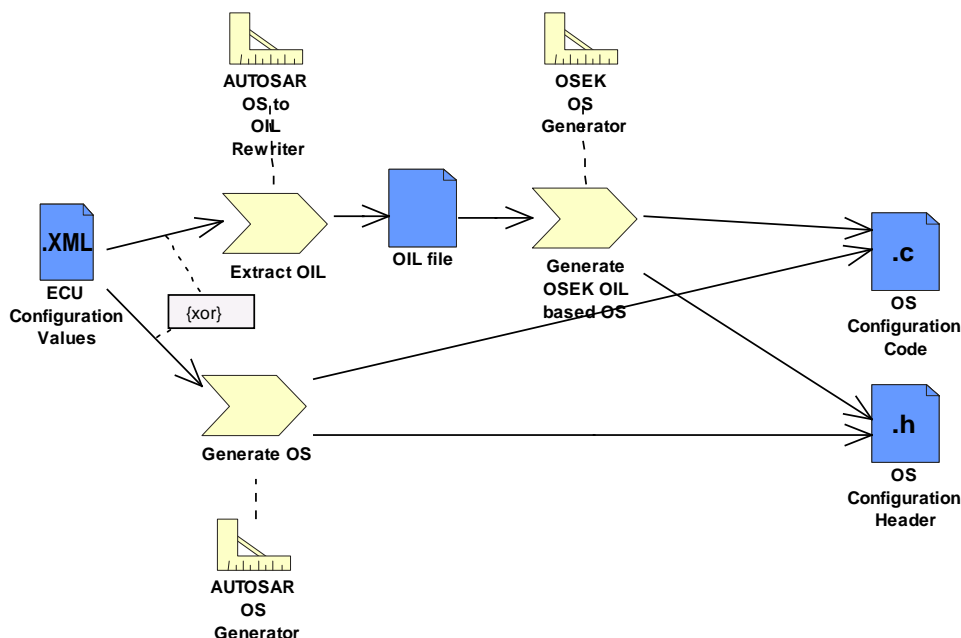 AUTOSAR
OS to
OIL
Rewriter
OSEK
OS
Generator
.XML
ECU
Configuration
Values
Extract OIL
OIL file
Generate
OSEK OIL
based OS
{xor}
.c
OS
Configuration
Code
Generate OS
.h
OS
Configuration
Header
AUTOSAR
OS
Generator